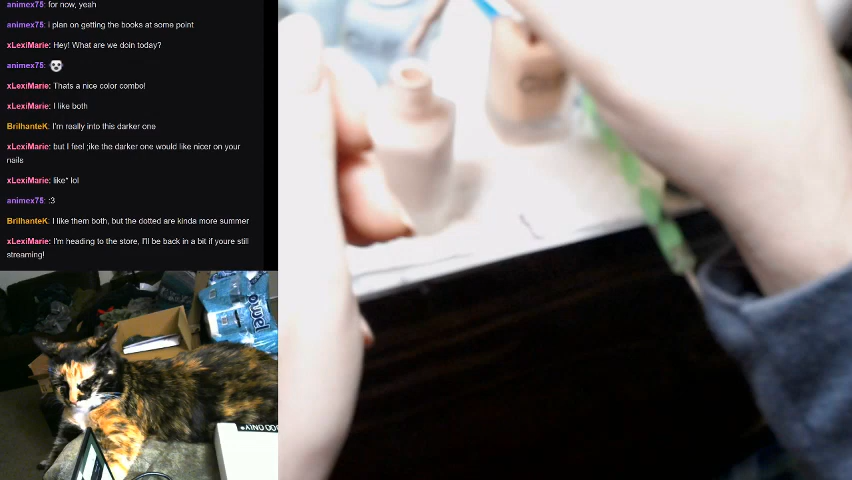 animex75: for now, yeah
animex75: i plan on getting the books at some point
xLexiMarie: Hey! What are we doin today?
animex75:
xLexiMarie: Thats a nice color combo!
xLexiMarie: I like both
BrilhanteK: I'm really into this darker one
xLexiMarie: but I feel ;ike the darker one would like nicer on your
nails
xLexiMarie: like* lol
animex75: :3
BrilhanteK: I like them both, but the dotted are kinda more summer
xLexiMarie: I'm heading to the store, I'll be back in a bit if youre still
streaming!